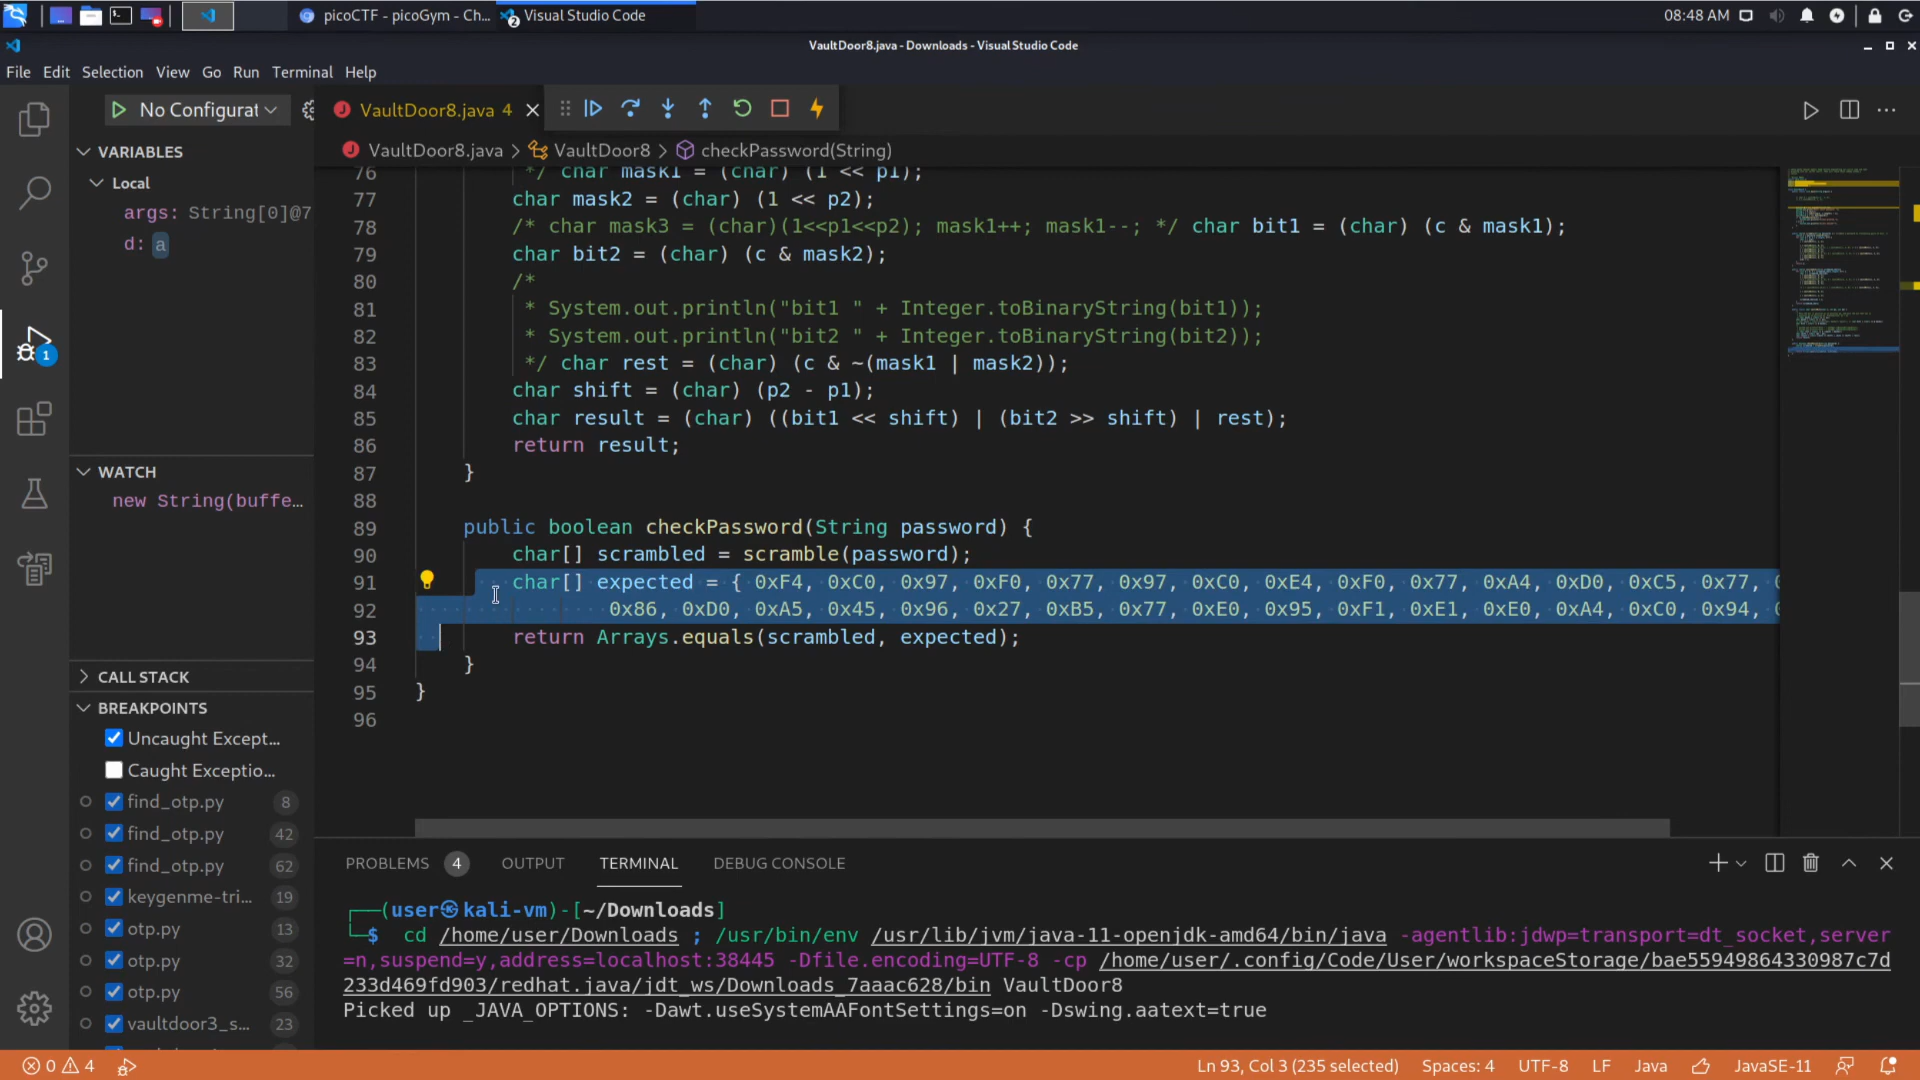 picoCTF - picoGym - Ch...
Visual Studio Code
08:48 AM
VaultDoor8.java - Downloads - Visual Studio Code
File Edit Selection View Go Run Terminal Help
No Configurat
VaultDoor8.java 4
VaultDoor8.java > VaultDoor8 > checkPassword(String)
VARIABLES
Local
args: String[0]@7
d: a
WATCH
new String(buffe...
CALL STACK
BREAKPOINTS
Uncaught Except...
Caught Exceptio...
find_otp.py 8
find_otp.py 42
find_otp.py 62
keygenme-tri... 19
otp.py 13
otp.py 32
otp.py 56
vaultdoor3_s... 23
1
76 */ char mask1 = (char) (1 << p1);
77 char mask2 = (char) (1 << p2);
78 /* char mask3 = (char)(1<<p1<<p2); mask1++; mask1--; */ char bit1 = (char) (c & mask1);
79 char bit2 = (char) (c & mask2);
80 /*
81 * System.out.println("bit1 " + Integer.toBinaryString(bit1));
82 * System.out.println("bit2 " + Integer.toBinaryString(bit2));
83 */ char rest = (char) (c & ~(mask1 | mask2));
84 char shift = (char) (p2 - p1);
85 char result = (char) ((bit1 << shift) | (bit2 >> shift) | rest);
86 return result;
87 }
88
89 public boolean checkPassword(String password) {
90 char[] scrambled = scramble(password);
91 char[] expected = { 0xF4, 0xC0, 0x97, 0xF0, 0x77, 0x97, 0xC0, 0xE4, 0xF0, 0x77, 0xA4, 0xD0, 0xC5, 0x77,
92 0x86, 0xD0, 0xA5, 0x45, 0x96, 0x27, 0xB5, 0x77, 0xE0, 0x95, 0xF1, 0xE1, 0xE0, 0xA4, 0xC0, 0x94,
93 return Arrays.equals(scrambled, expected);
94 }
95 }
96
PROBLEMS 4 OUTPUT TERMINAL DEBUG CONSOLE
┌──(user㉿kali-vm)-[~/Downloads]
└─$ cd /home/user/Downloads ; /usr/bin/env /usr/lib/jvm/java-11-openjdk-amd64/bin/java -agentlib:jdwp=transport=dt_socket,server
=n,suspend=y,address=localhost:38445 -Dfile.encoding=UTF-8 -cp /home/user/.config/Code/User/workspaceStorage/bae55949864330987c7d
233d469fd903/redhat.java/jdt_ws/Downloads_7aaac628/bin VaultDoor8
Picked up _JAVA_OPTIONS: -Dawt.useSystemAAFontSettings=on -Dswing.aatext=true
0 4 Ln 93, Col 3 (235 selected) Spaces: 4 UTF-8 LF Java JavaSE-11